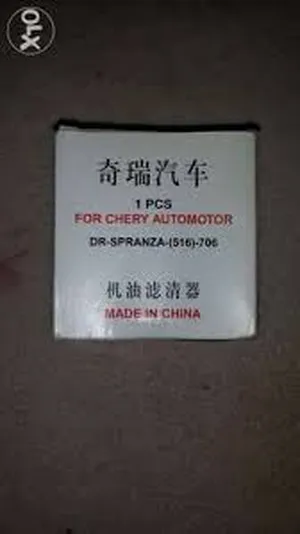 OLX
奇瑞汽车
1 PCS
FOR CHERY AUTOMOTOR
DR-SPRANZA-(516)-706
机油滤清器
MADE IN CHINA